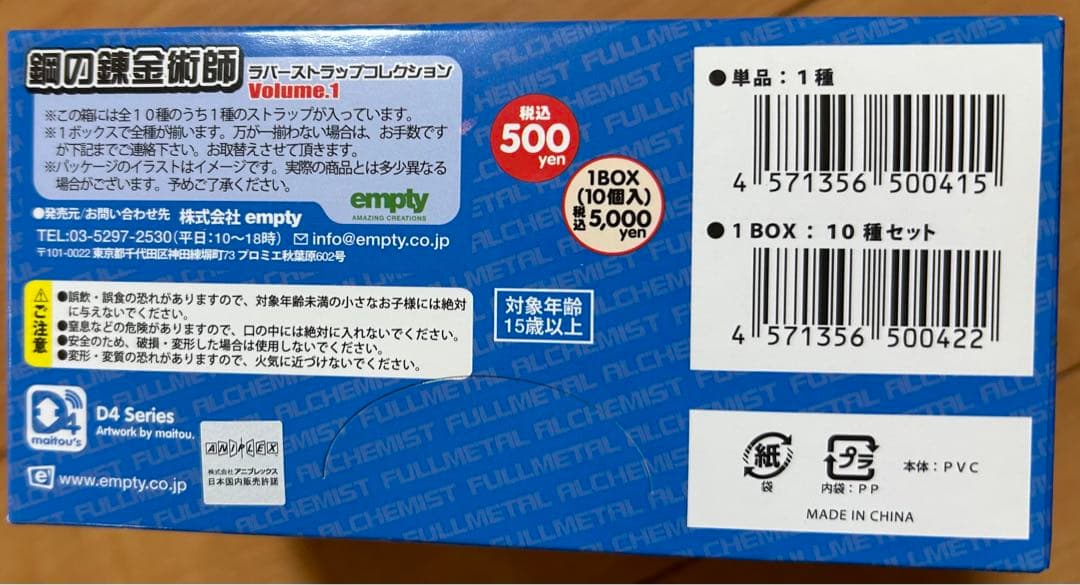 鋼の錬金術師
ラバーストラップコレクション
Volume.1
※この箱には全10種のうち1種のストラップが入っています。
※1ボックスで全種が揃います。万が一揃わない場合は、お手数です
が下記までご連絡下さい。お取替えさせて頂きます。
※パッケージのイラストはイメージです。実際の商品とは多少異なる
場合がございます。予めご了承ください。
empty
AMAZING CREATIONS
●発売元/お問い合わせ先 株式会社 empty
TEL:03-5297-2530(平日:10〜18時) info@empty.co.jp
〒101-0022 東京都千代田区神田練塀町73 プロミエ秋葉原602号
税込
500
yen
1BOX
(10個入)
税込 5,000
yen
ご注意
●誤飲・誤食の恐れがありますので、対象年齢未満の小さなお子様には絶対
に与えないでください。
●窒息などの危険がありますので、口の中には絶対に入れないでください。
●安全のため、破損・変形した場合は使用しないでください。
●変形・変質の恐れがありますので、火気に近づけないでください。
対象年齢
15歳以上
4
maitou's
D4 Series
Artwork by maitou.
e
www.empty.co.jp
ANIPLEX
株式会社アニプレックス
日本国内販売許諾
●単品:1種
4 571356 500415
●1BOX:10種セット
4 571356 500422
紙
袋
プラ
内袋:PP
本体:PVC
MADE IN CHINA
FULLMETAL ALCHEMIST FULLMETAL ALCHEMIST